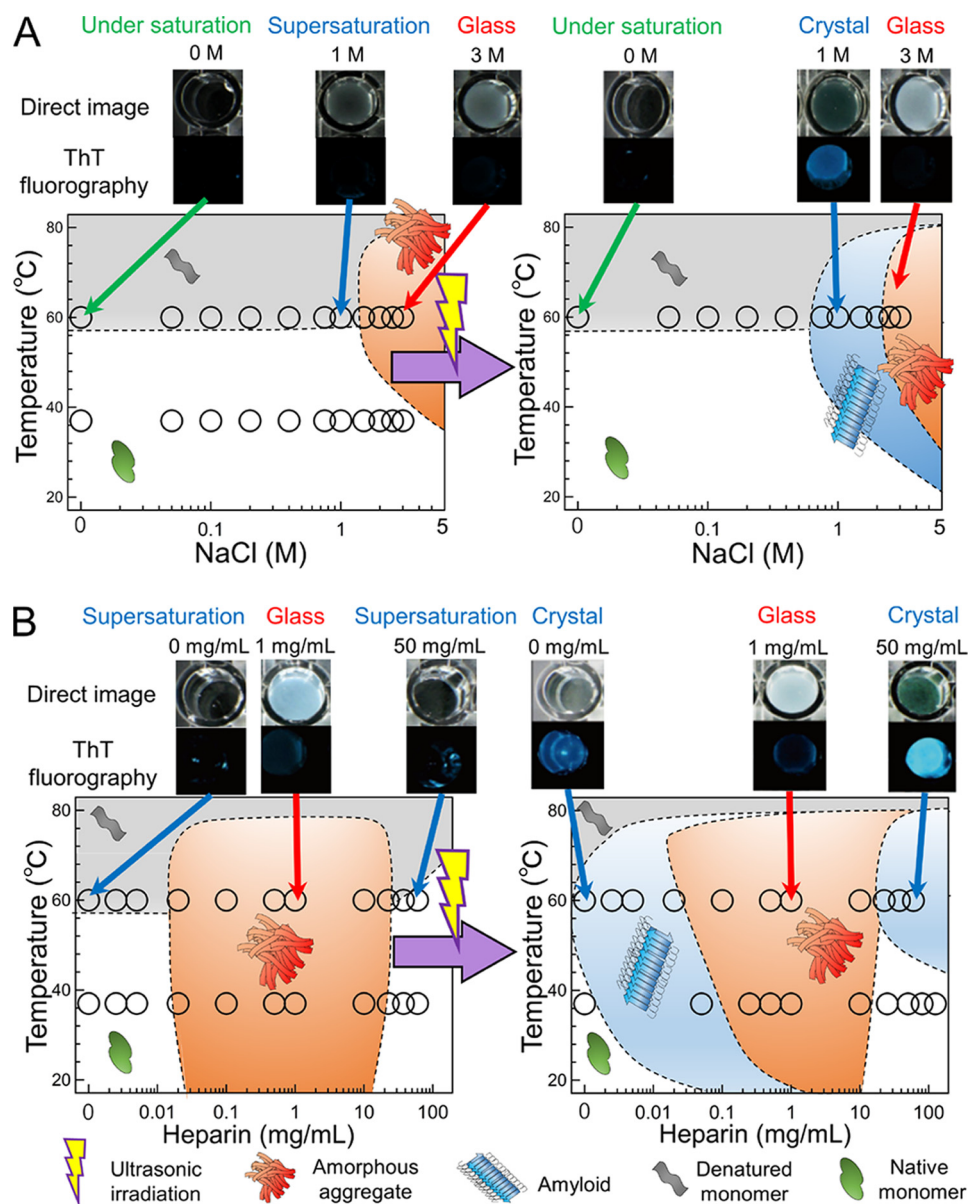 A
Under saturation
Supersaturation
Glass
Under saturation
Crystal
Glass
0 M
1 M
3 M
0 M
1 M
3 M
Direct image
ThT
fluorography
Temperature (°C)
80
60
40
20
0
0.1
1
5
NaCl (M)
Temperature (°C)
80
60
40
20
0
0.1
1
5
NaCl (M)
B
Supersaturation
Glass
Supersaturation
Crystal
Glass
Crystal
0 mg/mL
1 mg/mL
50 mg/mL
0 mg/mL
1 mg/mL
50 mg/mL
Direct image
ThT
fluorography
Temperature (°C)
80
60
40
20
0
0.01
0.1
1
10
100
Heparin (mg/mL)
Temperature (°C)
80
60
40
20
0
0.01
0.1
1
10
100
Heparin (mg/mL)
Ultrasonic
irradiation
Amorphous
aggregate
Amyloid
Denatured
monomer
Native
monomer